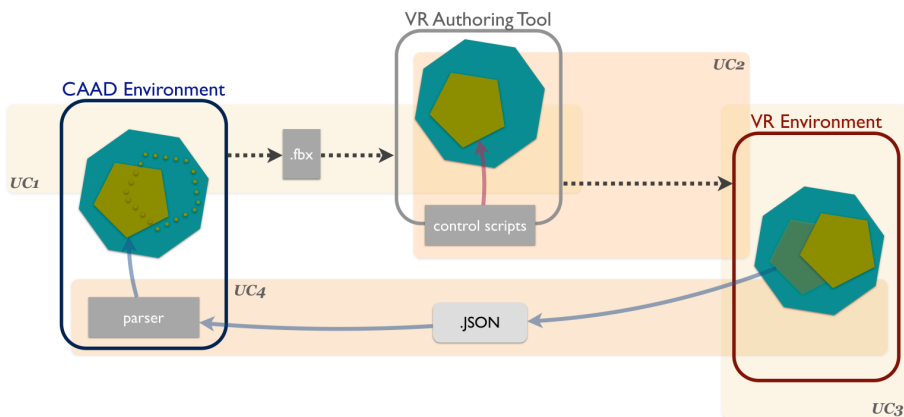 VR Authoring Tool
UC2
CAAD Environment
VR Environment
.fbx
UC1
control scripts
UC4
parser
.JSON
UC3